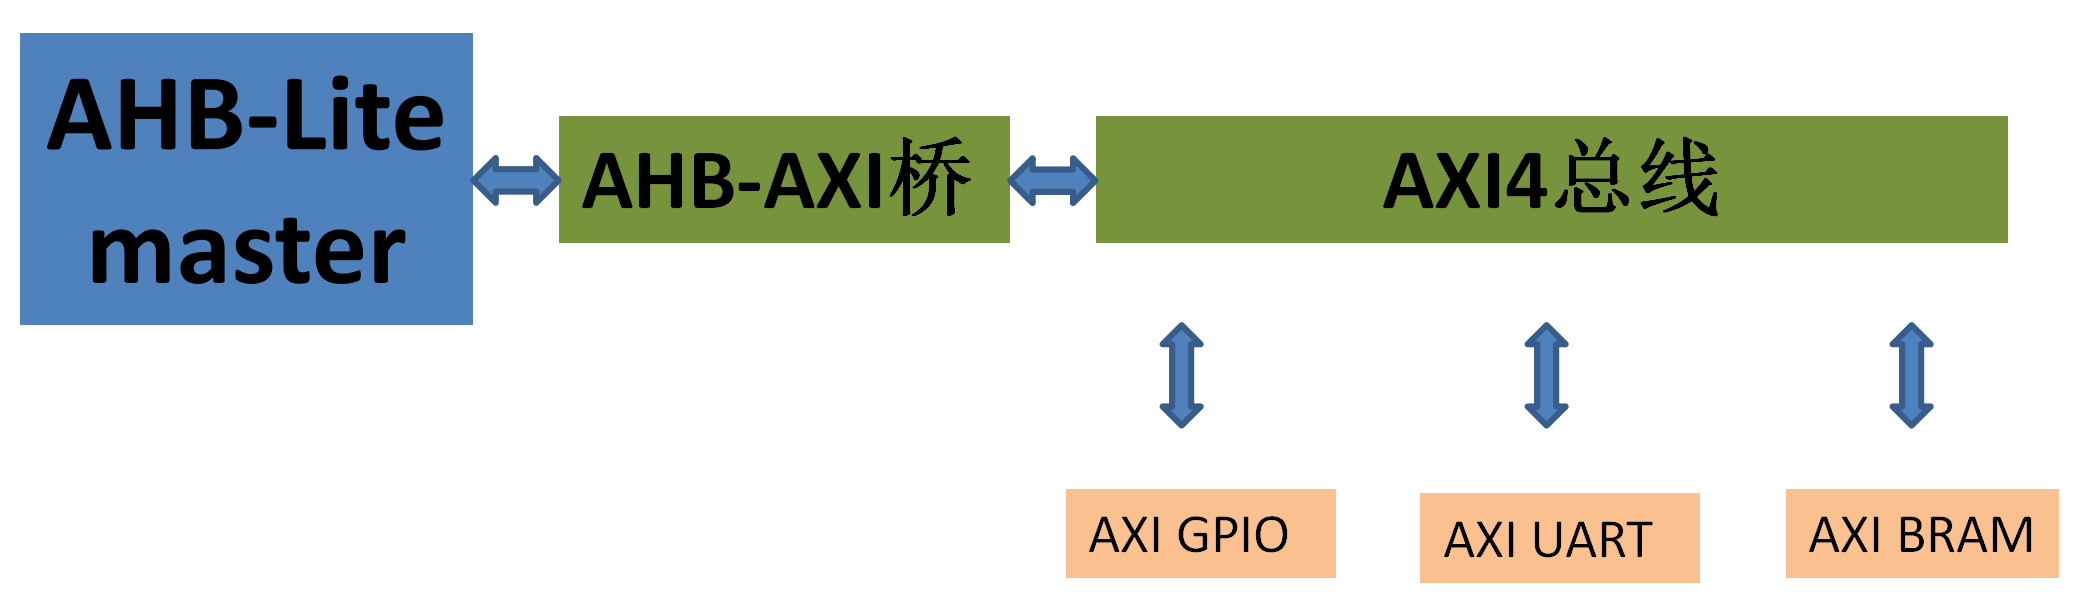 AHB-Lite
master
AHB-AXI桥
AXI4总线
AXI GPIO
AXI UART
AXI BRAM